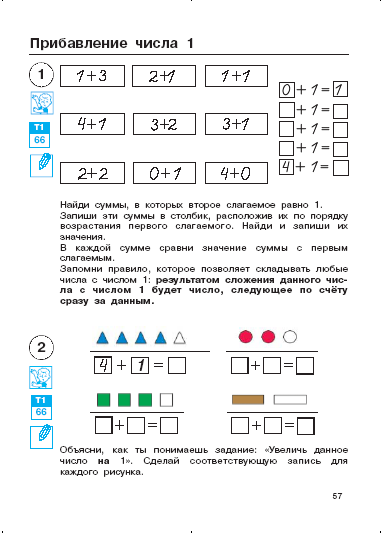 Прибавление числа 1
1
1+3 2+1 1+1
0+1=1
+1=
4+1 3+2 3+1
+1=
+1=
4+1=
2+2 0+1 4+0
Т1
66
Найди суммы, в которых второе слагаемое равно 1.
Запиши эти суммы в столбик, расположив их по порядку
возрастания первого слагаемого. Найди и запиши их
значения.
В каждой сумме сравни значение суммы с первым
слагаемым.
Запомни правило, которое позволяет складывать любые
числа с числом 1: результатом сложения данного чис-
ла с числом 1 будет число, следующее по счёту
сразу за данным.
2
4+1=
+ =
Т1
66
+ =
+ =
Объясни, как ты понимаешь задание: «Увеличь данное
число на 1». Сделай соответствующую запись для
каждого рисунка.
57